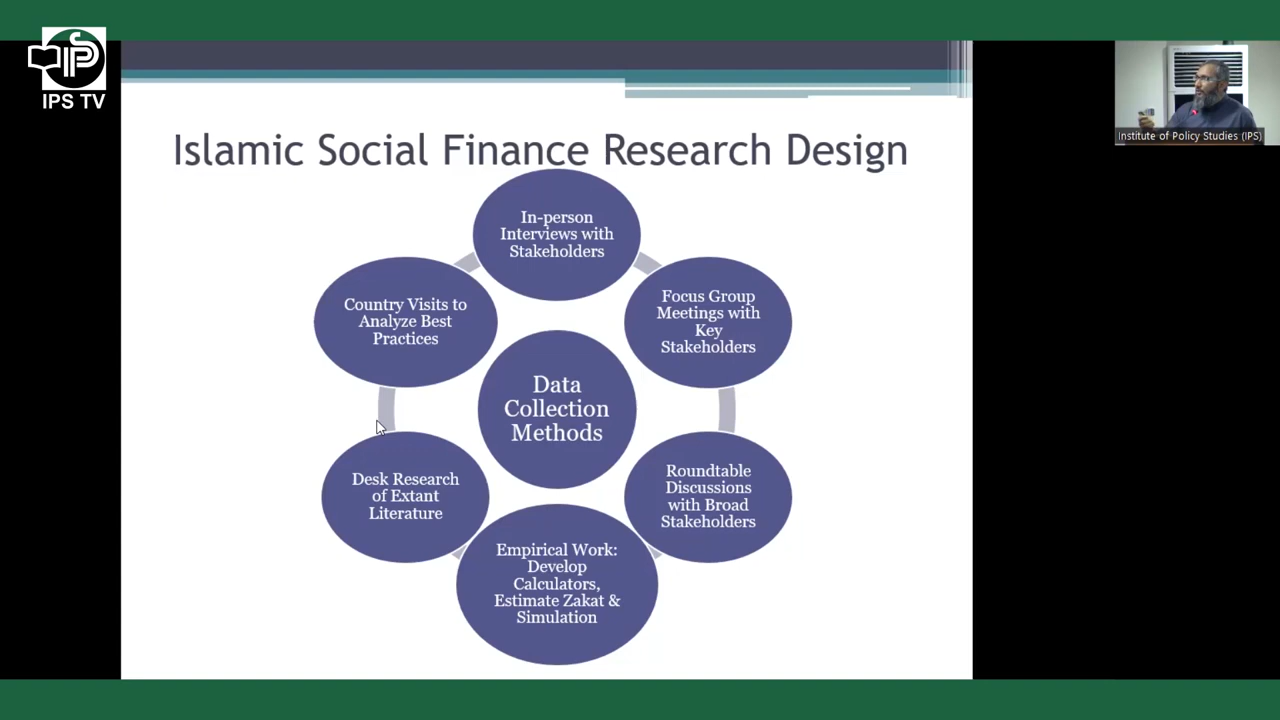 IPS
IPS TV
Institute of Policy Studies (IPS)
Islamic Social Finance Research Design
In-person
Interviews with
Stakeholders
Focus Group
Meetings with
Key
Stakeholders
Roundtable
Discussions
with Broad
Stakeholders
Empirical Work:
Develop
Calculators,
Estimate Zakat &
Simulation
Desk Research
of Extant
Literature
Country Visits to
Analyze Best
Practices
Data
Collection
Methods